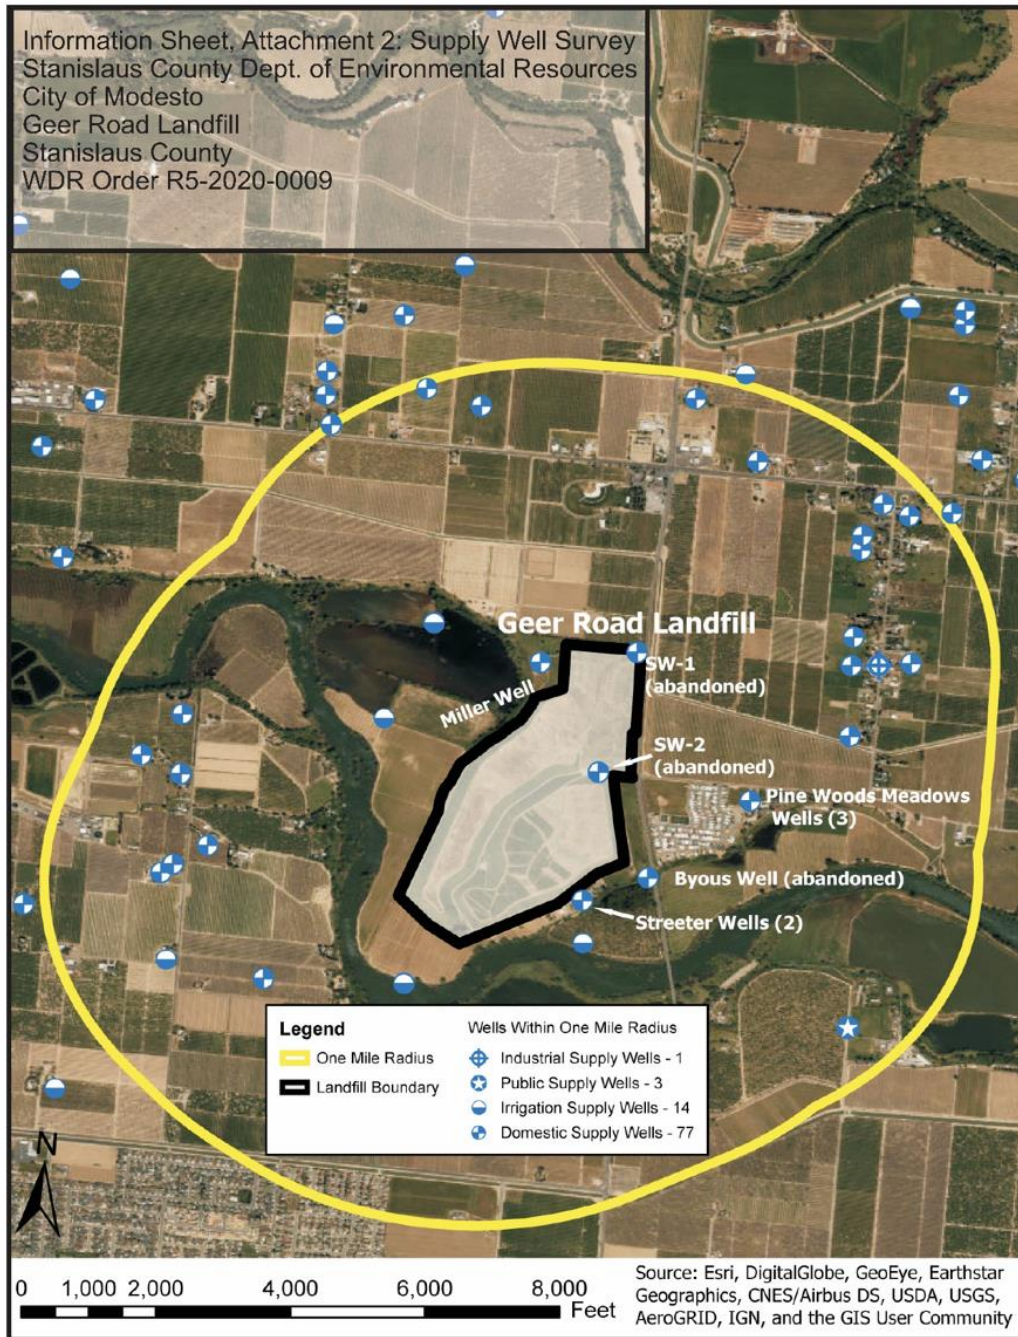 Information Sheet, Attachment 2: Supply Well Survey
Stanislaus County Dept. of Environmental Resources
City of Modesto
Geer Road Landfill
Stanislaus County
WDR Order R5-2020-0009
Geer Road Landfill
SW-1
(abandoned)
Miller Well
SW-2
(abandoned)
Pine Woods Meadows
Wells (3)
Byous Well (abandoned)
Streeter Wells (2)
Legend
One Mile Radius
Landfill Boundary
Wells Within One Mile Radius
Industrial Supply Wells - 1
Public Supply Wells - 3
Irrigation Supply Wells - 14
Domestic Supply Wells - 77
N
0 1,000 2,000 4,000 6,000 8,000
Feet
Source: Esri, DigitalGlobe, GeoEye, Earthstar
Geographics, CNES/Airbus DS, USDA, USGS,
AeroGRID, IGN, and the GIS User Community